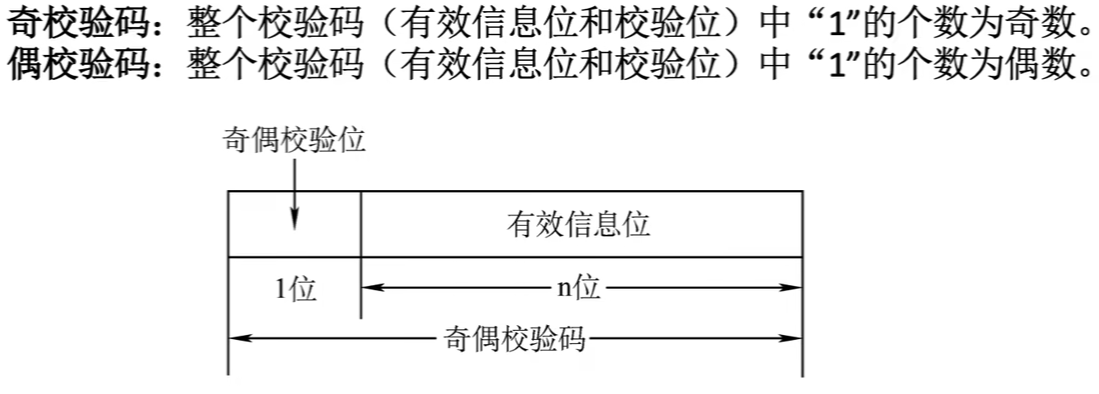 奇校验码：整个校验码（有效信息位和校验位）中“1”的个数为奇数。
偶校验码：整个校验码（有效信息位和校验位）中“1”的个数为偶数。
奇偶校验位
有效信息位
1位
n位
奇偶校验码